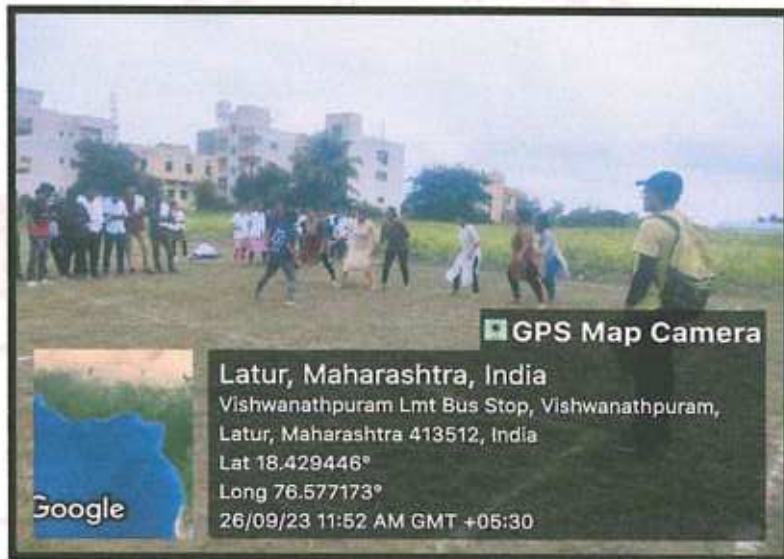 GPS Map Camera
Latur, Maharashtra, India
Vishwanathpuram Lmt Bus Stop, Vishwanathpuram,
Latur, Maharashtra 413512, India
Lat 18.429446°
Long 76.577173°
26/09/23 11:52 AM GMT +05:30
Google